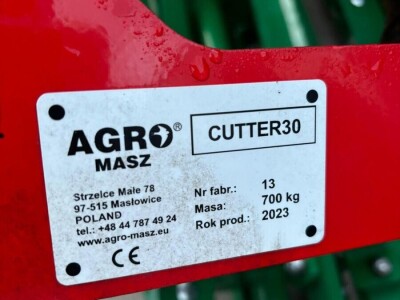 AGRO®
MASZ
CUTTER30
Strzelce Małe 78
97-515 Masłowice
POLAND
tel.: +48 44 787 49 24
www.agro-masz.eu
CE
Nr fabr.: 13
Masa: 700 kg
Rok prod.: 2023